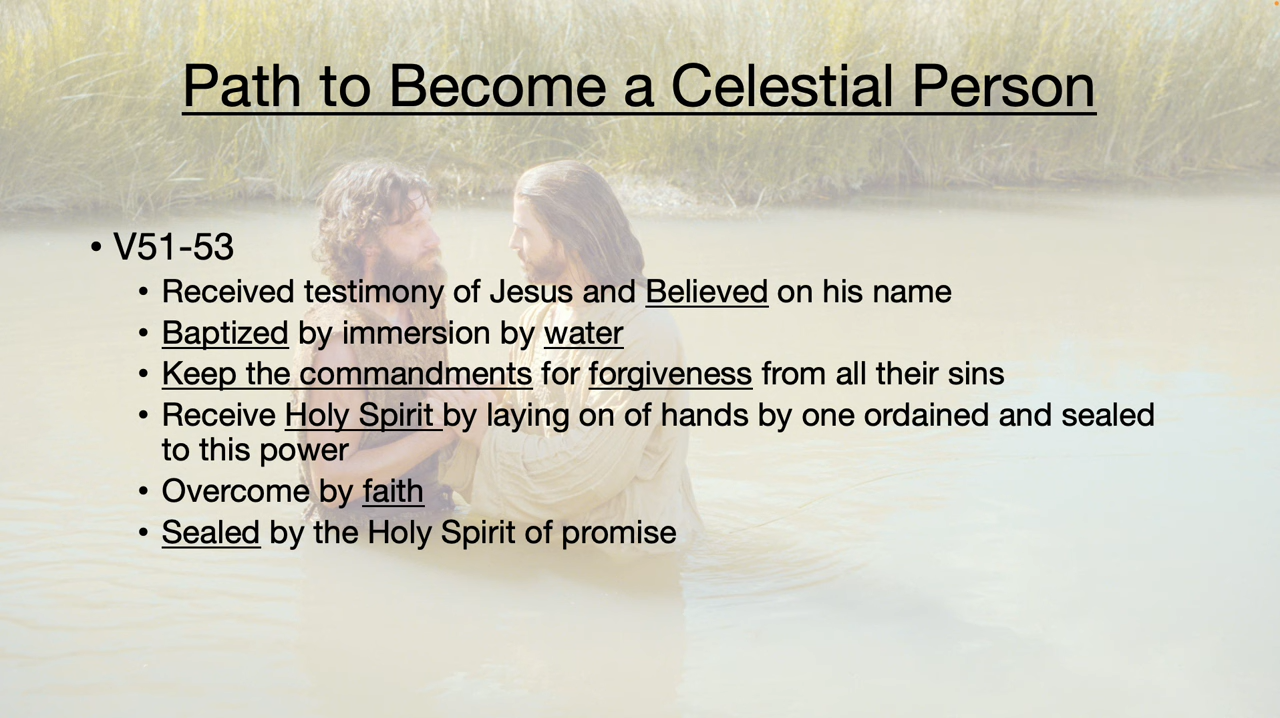 Path to Become a Celestial Person
• V51-53
• Received testimony of Jesus and Believed on his name
• Baptized by immersion by water
• Keep the commandments for forgiveness from all their sins
• Receive Holy Spirit by laying on of hands by one ordained and sealed
to this power
• Overcome by faith
• Sealed by the Holy Spirit of promise